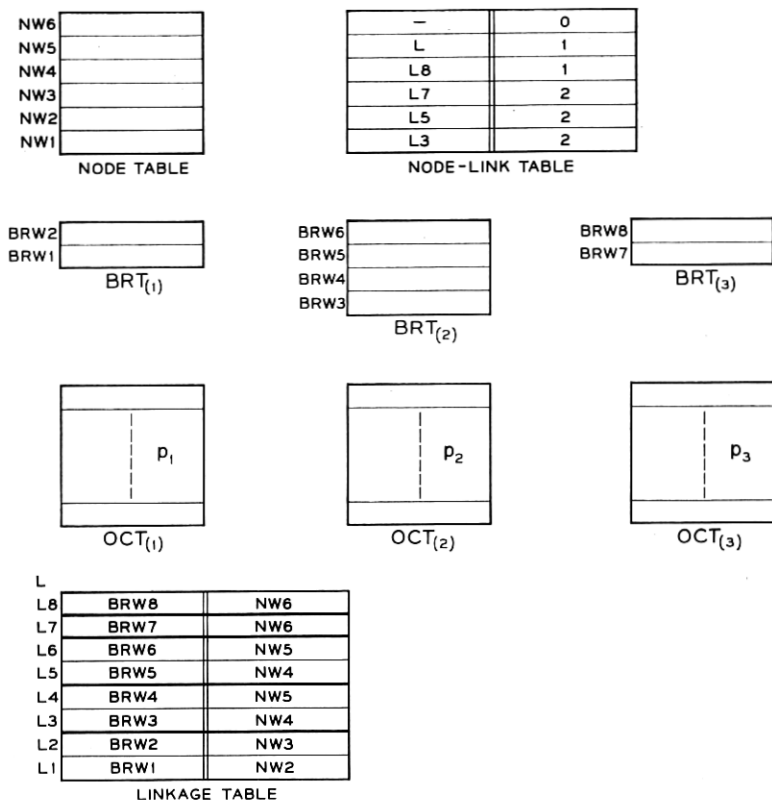 NW6
NW5
NW4
NW3
NW2
NW1
NODE TABLE
— 0
L 1
L8 1
L7 2
L5 2
L3 2
NODE-LINK TABLE
BRW2
BRW1
BRT(1)
BRW6
BRW5
BRW4
BRW3
BRT(2)
BRW8
BRW7
BRT(3)
p1
OCT(1)
p2
OCT(2)
p3
OCT(3)
L
L8 BRW8 NW6
L7 BRW7 NW6
L6 BRW6 NW5
L5 BRW5 NW4
L4 BRW4 NW5
L3 BRW3 NW4
L2 BRW2 NW3
L1 BRW1 NW2
LINKAGE TABLE